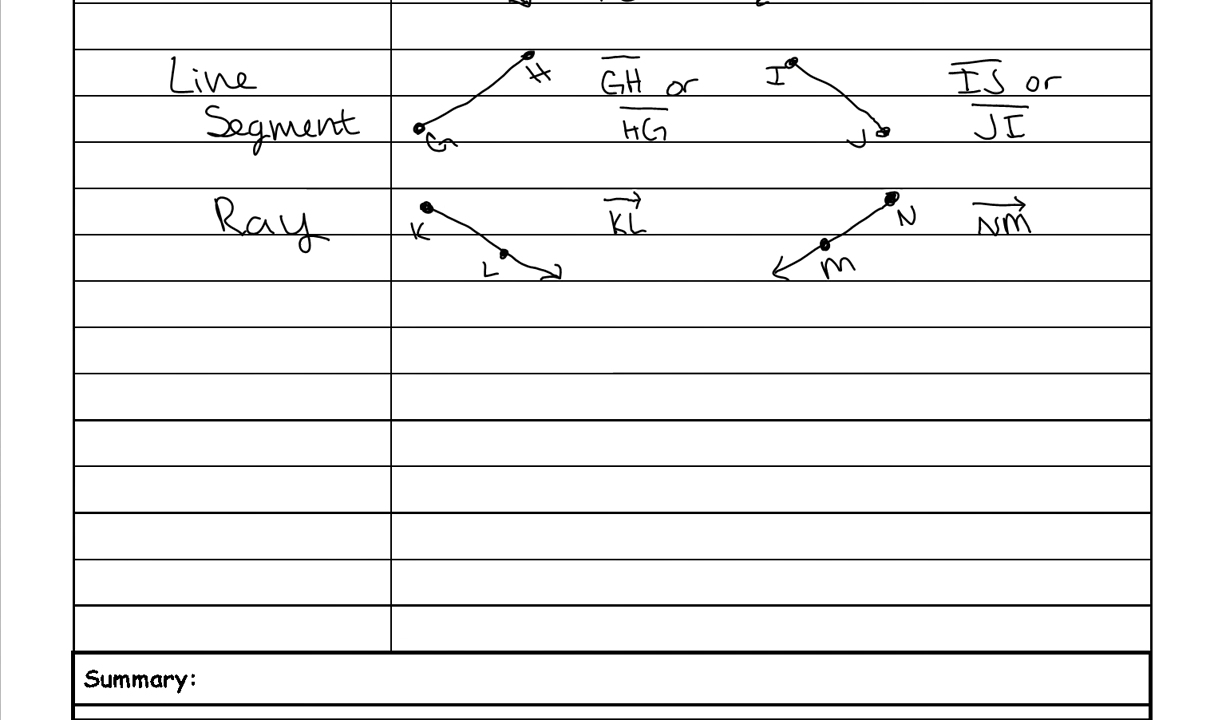 Line
Segment
H
G
GH or
HG
I
J
IJ or
JI
Ray
K
L
KL
N
M
NM
Summary: